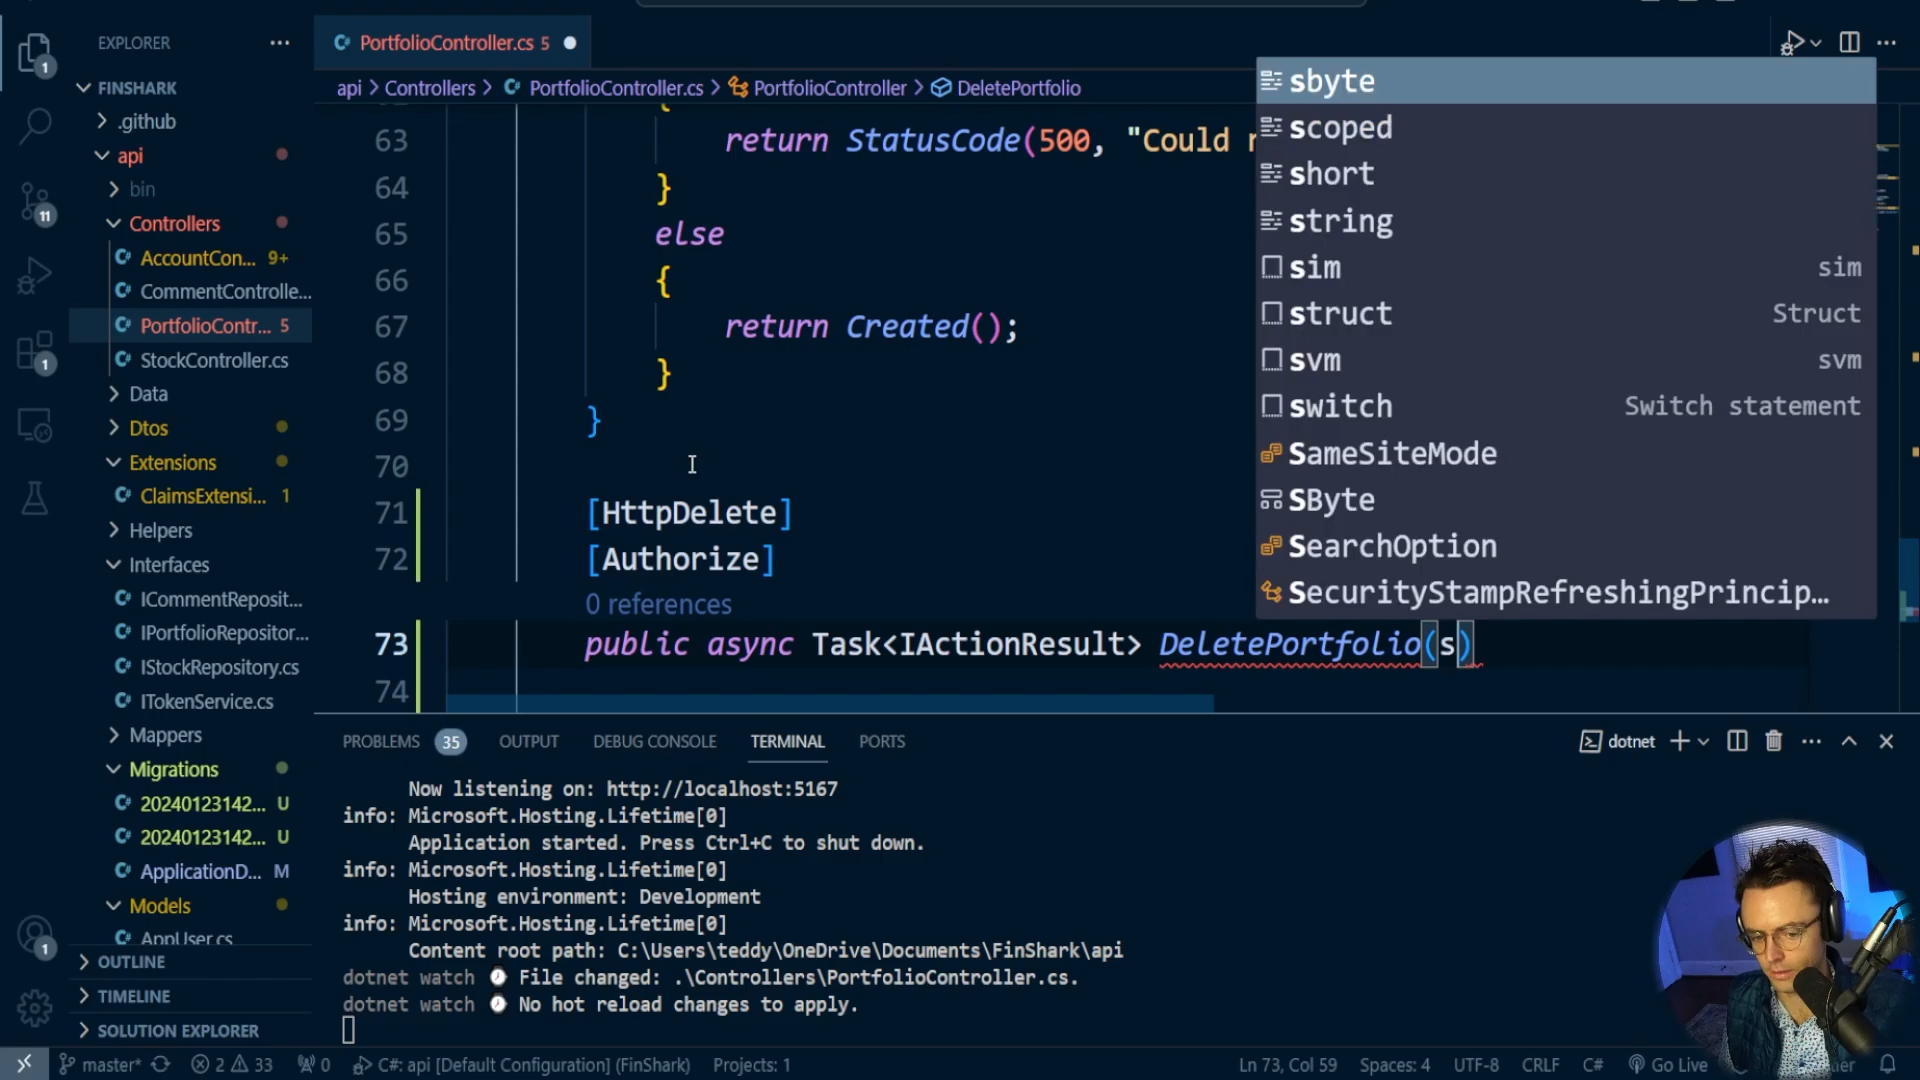 EXPLORER
PortfolioController.cs 5
api > Controllers > PortfolioController.cs > PortfolioController > DeletePortfolio
FINSHARK
.github
api
bin
Controllers
AccountCon... 9+
CommentControlle...
PortfolioContr... 5
StockController.cs
Data
Dtos
Extensions
ClaimsExtensi... 1
Helpers
Interfaces
ICommentReposit...
IPortfolioRepositor...
IStockRepository.cs
ITokenService.cs
Mappers
Migrations
20240123142... U
20240123142... U
ApplicationD... M
Models
AppUser.cs
OUTLINE
TIMELINE
SOLUTION EXPLORER
1
11
1
1
63 return StatusCode(500, "Could
64 }
65 else
66 {
67 return Created();
68 }
69 }
70
71 [HttpDelete]
72 [Authorize]
0 references
73 public async Task<IActionResult> DeletePortfolio(s)
74
sbyte
scoped
short
string
sim sim
struct Struct
svm svm
switch Switch statement
SameSiteMode
SByte
SearchOption
SecurityStampRefreshingPrincip...
PROBLEMS 35 OUTPUT DEBUG CONSOLE TERMINAL PORTS
dotnet
Now listening on: http://localhost:5167
info: Microsoft.Hosting.Lifetime[0]
Application started. Press Ctrl+C to shut down.
info: Microsoft.Hosting.Lifetime[0]
Hosting environment: Development
info: Microsoft.Hosting.Lifetime[0]
Content root path: C:\Users\teddy\OneDrive\Documents\FinShark\api
dotnet watch ⌚ File changed: .\Controllers\PortfolioController.cs.
dotnet watch ⌚ No hot reload changes to apply.
master* 2 33 0 C#: api [Default Configuration] (FinShark) Projects: 1 Ln 73, Col 59 Spaces: 4 UTF-8 CRLF C# Go Live